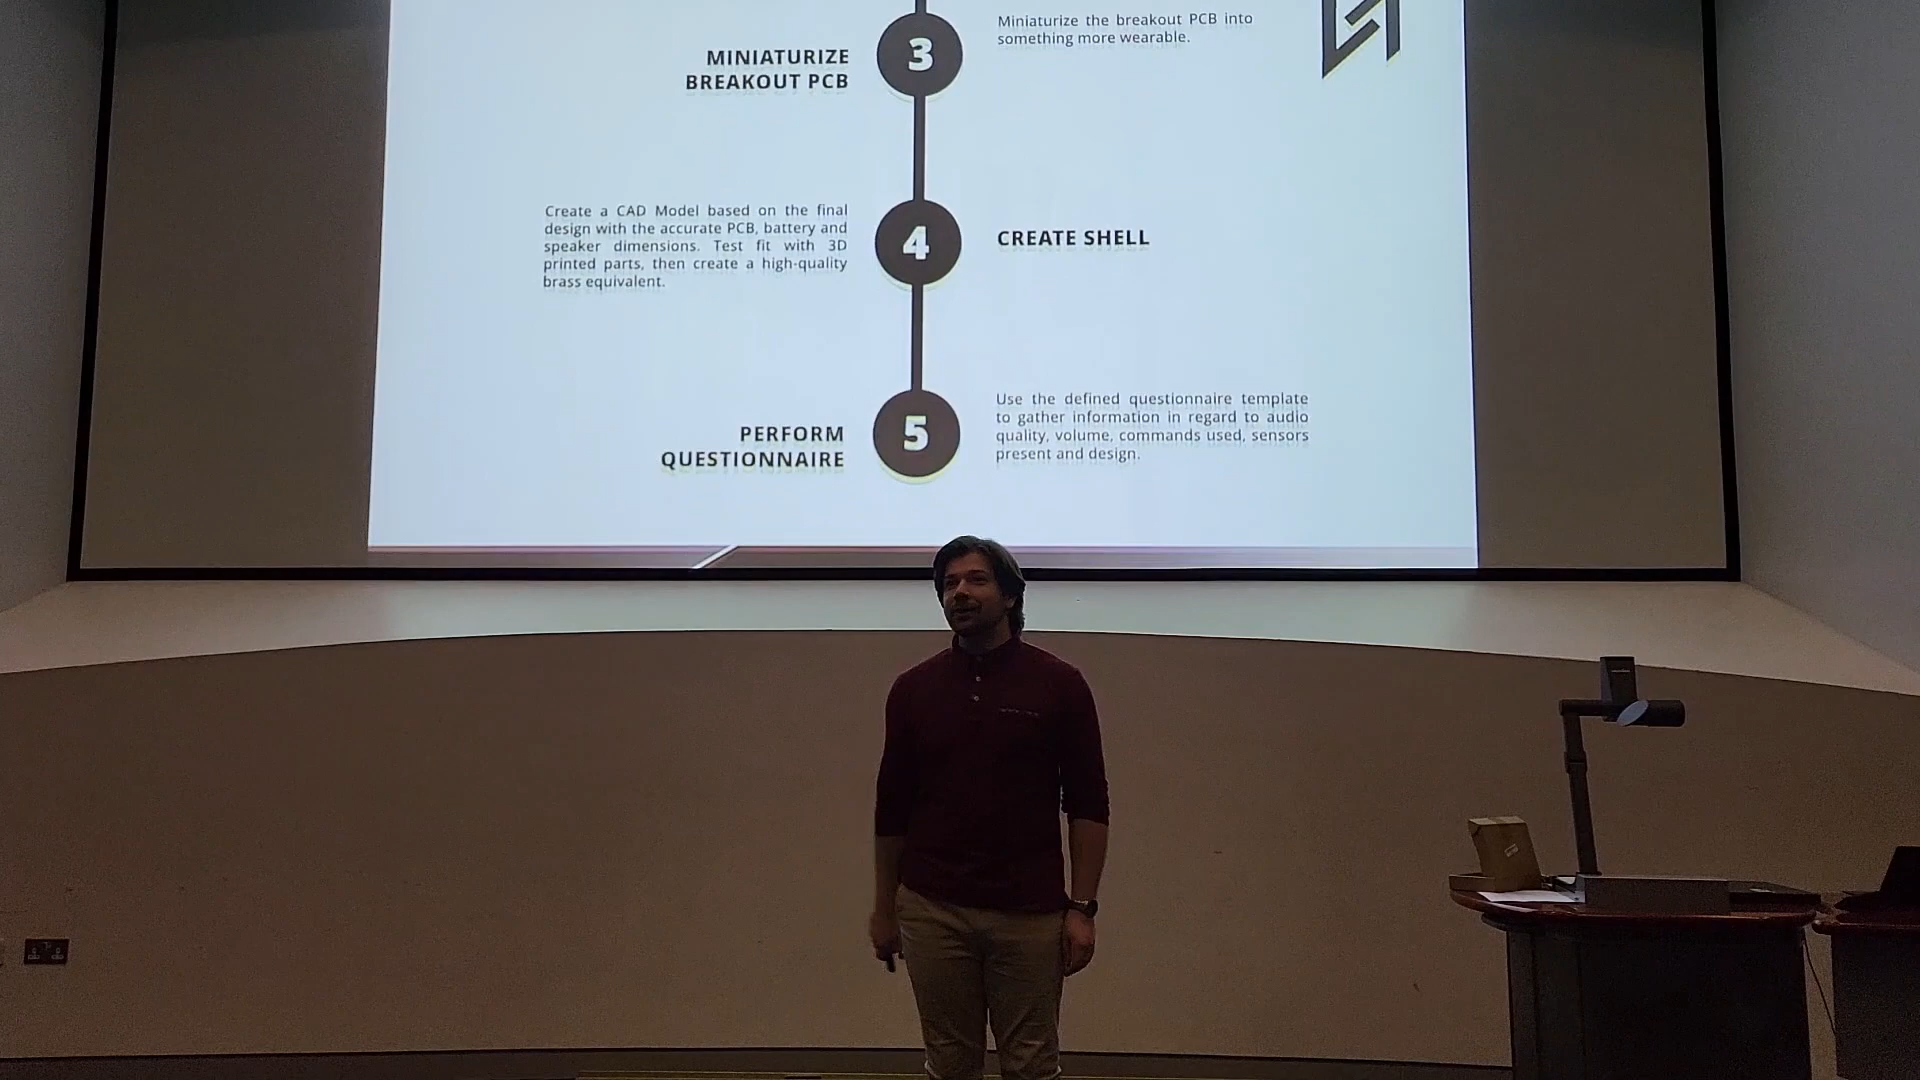 MINIATURIZE
BREAKOUT PCB
3
Miniaturize the breakout PCB into
something more wearable.
Create a CAD Model based on the final
design with the accurate PCB, battery and
speaker dimensions. Test fit with 3D
printed parts, then create a high-quality
brass equivalent.
4
CREATE SHELL
PERFORM
QUESTIONNAIRE
5
Use the defined questionnaire template
to gather information in regard to audio
quality, volume, commands used, sensors
present and design.